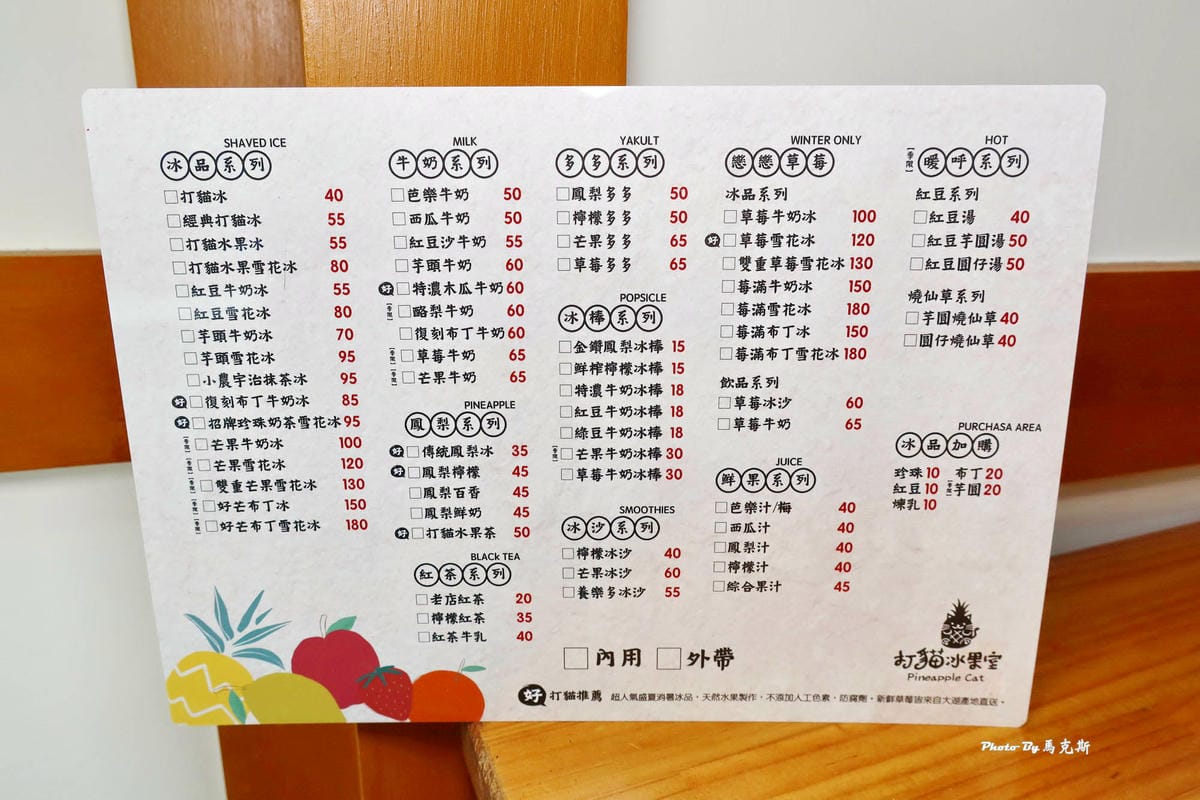 SHAVED ICE
冰品系列
打貓冰 40
經典打貓冰 55
打貓水果冰 55
打貓水果雪花冰 80
紅豆牛奶冰 55
紅豆雪花冰 80
芋頭牛奶冰 70
芋頭雪花冰 95
小農宇治抹茶冰 95
好 復刻布丁牛奶冰 85
好 招牌珍珠奶茶雪花冰 95
【季限】 芒果牛奶冰 100
【季限】 芒果雪花冰 120
【季限】 雙重芒果雪花冰 130
【季限】 好芒布丁冰 150
【季限】 好芒布丁雪花冰 180
MILK
牛奶系列
芭樂牛奶 50
西瓜牛奶 50
紅豆沙牛奶 55
芋頭牛奶 60
好 特濃木瓜牛奶 60
【季限】 酪梨牛奶 60
復刻布丁牛奶 60
【季限】 草莓牛奶 65
【季限】 芒果牛奶 65
PINEAPPLE
鳳梨系列
好 傳統鳳梨冰 35
好 鳳梨檸檬 45
鳳梨百香 45
鳳梨鮮奶 45
好 打貓水果茶 50
BLACk TEA
紅茶系列
老店紅茶 20
檸檬紅茶 35
紅茶牛乳 40
YAKULT
多多系列
鳳梨多多 50
檸檬多多 50
芒果多多 65
草莓多多 65
POPSICLE
冰棒系列
金鑽鳳梨冰棒 15
鮮榨檸檬冰棒 15
特濃牛奶冰棒 18
紅豆牛奶冰棒 18
綠豆牛奶冰棒 18
【季限】 芒果牛奶冰棒 30
草莓牛奶冰棒 30
SMOOTHIES
冰沙系列
檸檬冰沙 40
芒果冰沙 60
養樂多冰沙 55
WINTER ONLY
戀戀草莓
冰品系列
草莓牛奶冰 100
好 草莓雪花冰 120
雙重草莓雪花冰 130
莓滿牛奶冰 150
莓滿雪花冰 180
莓滿布丁冰 150
莓滿布丁雪花冰 180
飲品系列
草莓冰沙 60
草莓牛奶 65
JUICE
鮮果系列
芭樂汁/梅 40
西瓜汁 40
鳳梨汁 40
檸檬汁 40
綜合果汁 45
HOT
【季限】 暖呼系列
紅豆系列
紅豆湯 40
紅豆芋圓湯 50
紅豆圓仔湯 50
燒仙草系列
芋圓燒仙草 40
圓仔燒仙草 40
PURCHASA AREA
冰品加購
珍珠 10 布丁 20
紅豆 10 【季限】 芋圓 20
煉乳 10
內用 外帶
打貓冰果室
Pineapple Cat
好 打貓推薦 超人氣盛夏消暑冰品，天然水果製作，不添加人工色素，防腐劑。新鮮草莓皆來自大湖產地直送。
Photo By 馬克斯